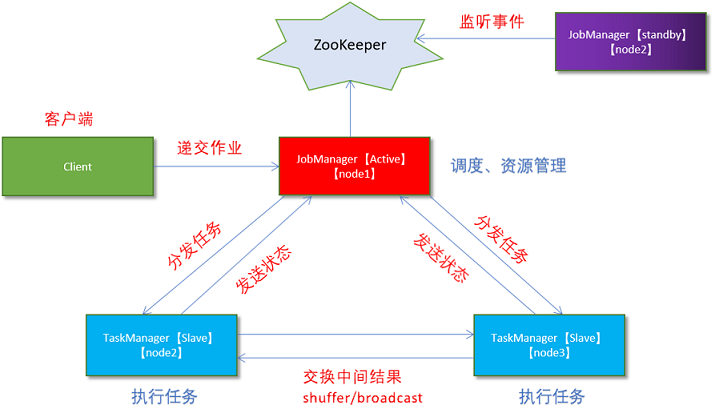 监听事件
ZooKeeper
JobManager【standby】
【node2】
客户端
Client
递交作业
JobManager【Active】
【node1】
调度、资源管理
分发任务
发送状态
发送状态
分发任务
TaskManager【Slave】
【node2】
TaskManager【Slave】
【node3】
执行任务
交换中间结果
shuffer/broadcast
执行任务